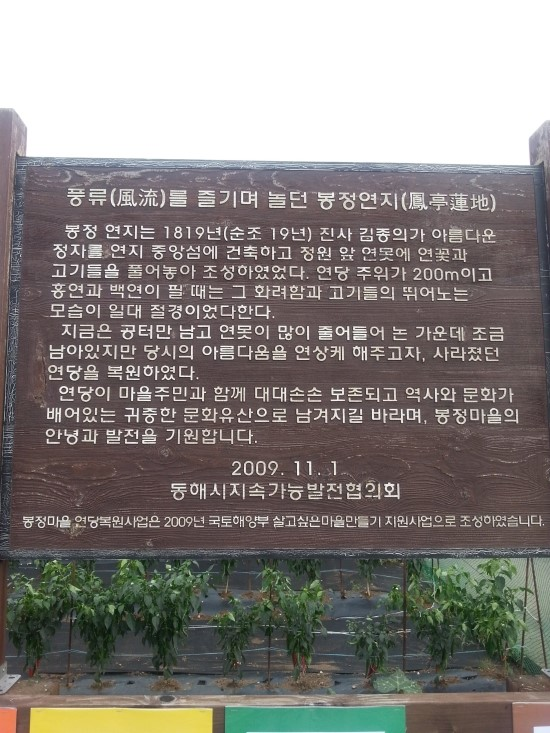 풍류(風流)를 즐기며 놀던 봉정연지(鳳亭蓮地)
봉정 연지는 1819년(순조 19년) 진사 김종의가 아름다운
정자를 연지 중앙섬에 건축하고 정원 앞 연못에 연꽃과
고기들을 풀어놓아 조성하였었다. 연당 주위가 200m이고
홍연과 백연이 필 때는 그 화려함과 고기들의 뛰어노는
모습이 일대 절경이었다한다.
지금은 공터만 남고 연못이 많이 줄어들어 논 가운데 조금
남아있지만 당시의 아름다움을 연상케 해주고자, 사라졌던
연당을 복원하였다.
연당이 마을주민과 함께 대대손손 보존되고 역사와 문화가
배어있는 귀중한 문화유산으로 남겨지길 바라며, 봉정마을의
안녕과 발전을 기원합니다.
2009. 11. 1
동해시지속가능발전협의회
봉정마을 연당복원사업은 2009년 국토해양부 살고싶은마을만들기 지원사업으로 조성하였습니다.